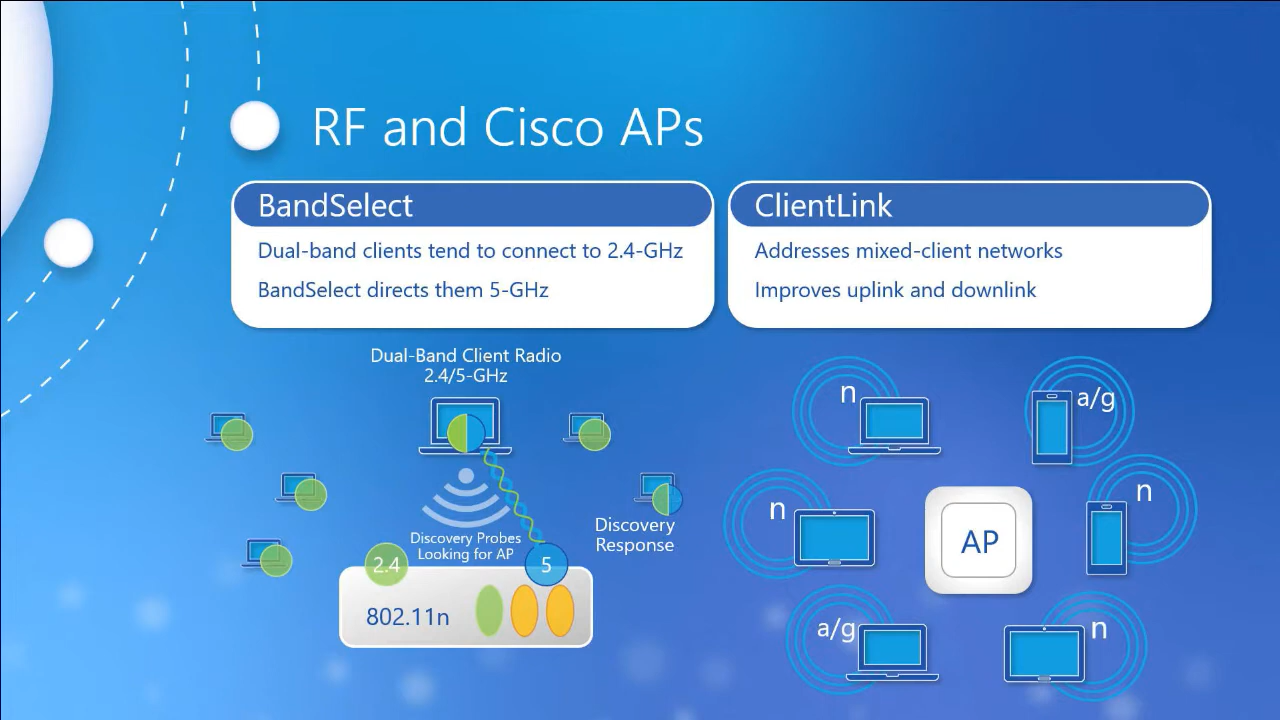 RF and Cisco APs
BandSelect
Dual-band clients tend to connect to 2.4-GHz
BandSelect directs them 5-GHz
ClientLink
Addresses mixed-client networks
Improves uplink and downlink
Dual-Band Client Radio
2.4/5-GHz
Discovery Probes
Looking for AP
Discovery
Response
2.4
5
802.11n
n
a/g
n
n
AP
a/g
n